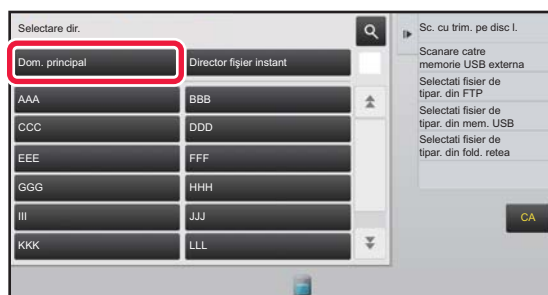 Selectare dir.
Dom. principal
Director fișier instant
AAA
BBB
CCC
DDD
EEE
FFF
GGG
HHH
III
JJJ
KKK
LLL
Sc. cu trim. pe disc l.
Scanare catre
memorie USB externa
Selectati fisier de
tipar. din FTP
Selectati fisier de
tipar. din mem. USB
Selectati fisier de
tipar. din fold. retea
CA